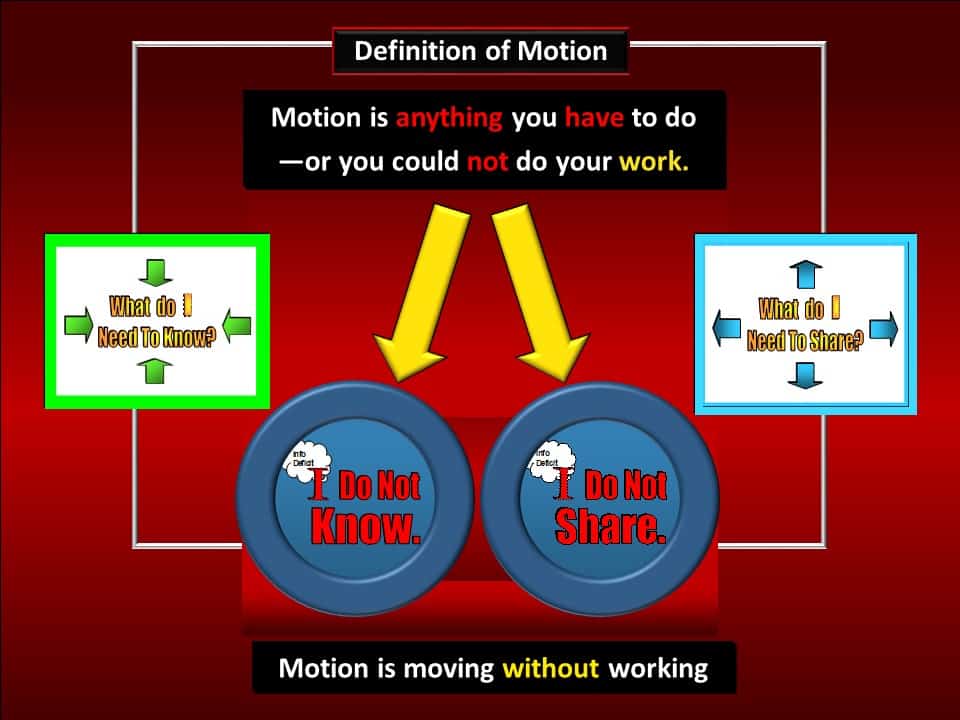 Definition of Motion
Motion is anything you have to do
—or you could not do your work.
What do I
Need To Know?
What do I
Need To Share?
Info
Deficit
I Do Not
Know.
Info
Deficit
I Do Not
Share.
Motion is moving without working